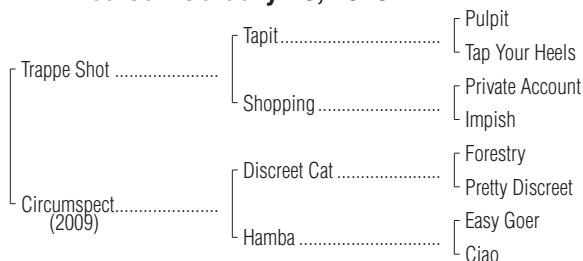 Pulpit
Tapit
Tap Your Heels
Trappe Shot
Private Account
Shopping
Impish
Forestry
Discreet Cat
Pretty Discreet
Circumspect
(2009)
Easy Goer
Hamba
Ciao